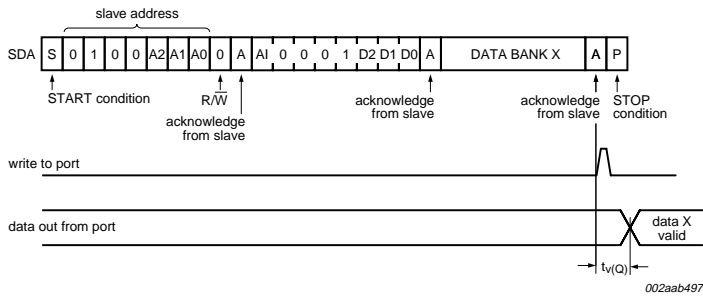 slave address
SDA S 0 1 0 0 A2 A1 A0 0 A AI 0 0 0 1 D2 D1 D0 A DATA BANK X A P
START condition R/W̅ acknowledge from slave acknowledge from slave acknowledge from slave STOP condition
write to port
data out from port data X valid
tv(Q)
002aab497